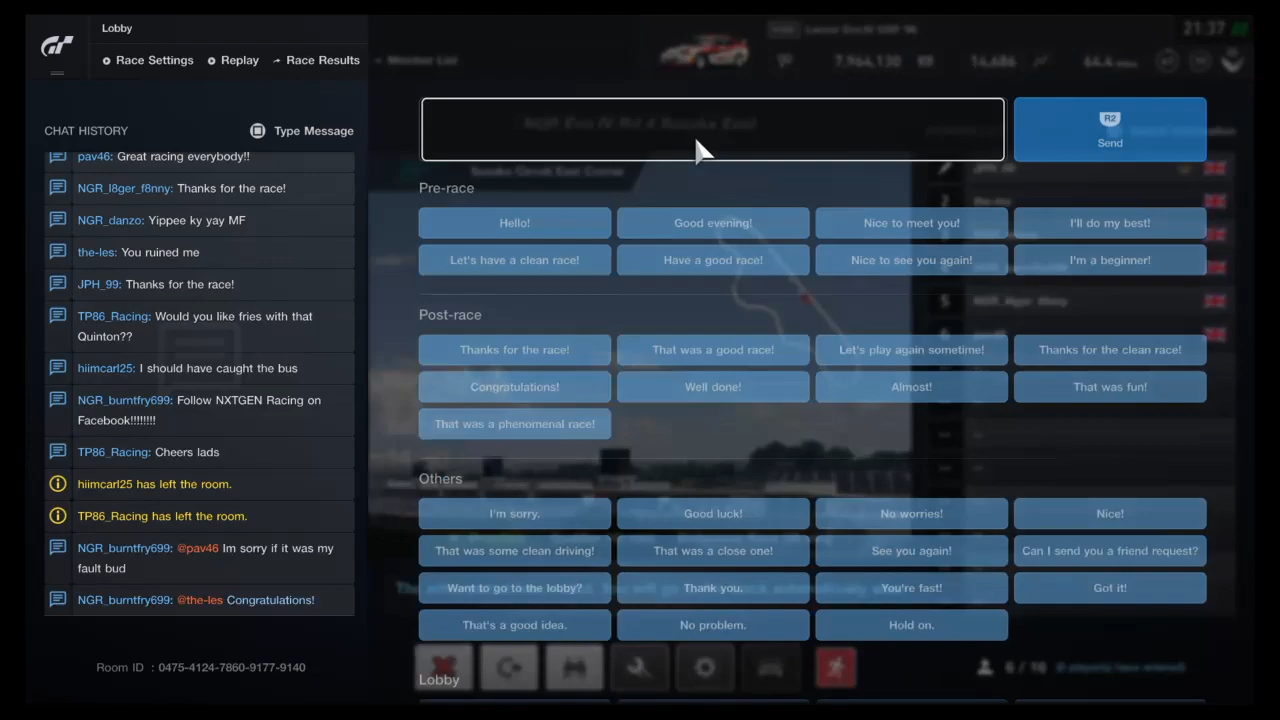 Lobby
Race Settings Replay Race Results
Member List
21:37
7,964,130
14,686
CHAT HISTORY
Type Message
pav46: Great racing everybody!!
NGR_l8ger_f8nny: Thanks for the race!
NGR_danzo: Yippee ky yay MF
the-les: You ruined me
JPH_99: Thanks for the race!
TP86_Racing: Would you like fries with that
Quinton??
hiimcarl25: I should have caught the bus
NGR_burntfry699: Follow NXTGEN Racing on
Facebook!!!!!!!!
TP86_Racing: Cheers lads
hiimcarl25 has left the room.
TP86_Racing has left the room.
NGR_burntfry699: @pav46 Im sorry if it was my
fault bud
NGR_burntfry699: @the-les Congratulations!
Room ID : 0475-4124-7860-9177-9140
R2
Send
Pre-race
Hello! Good evening! Nice to meet you! I'll do my best!
Let's have a clean race! Have a good race! Nice to see you again! I'm a beginner!
Post-race
Thanks for the race! That was a good race! Let's play again sometime! Thanks for the clean race!
Congratulations! Well done! Almost! That was fun!
That was a phenomenal race!
Others
I'm sorry. Good luck! No worries! Nice!
That was some clean driving! That was a close one! See you again! Can I send you a friend request?
Want to go to the lobby? Thank you. You're fast! Got it!
That's a good idea. No problem. Hold on.
Lobby
6 / 16